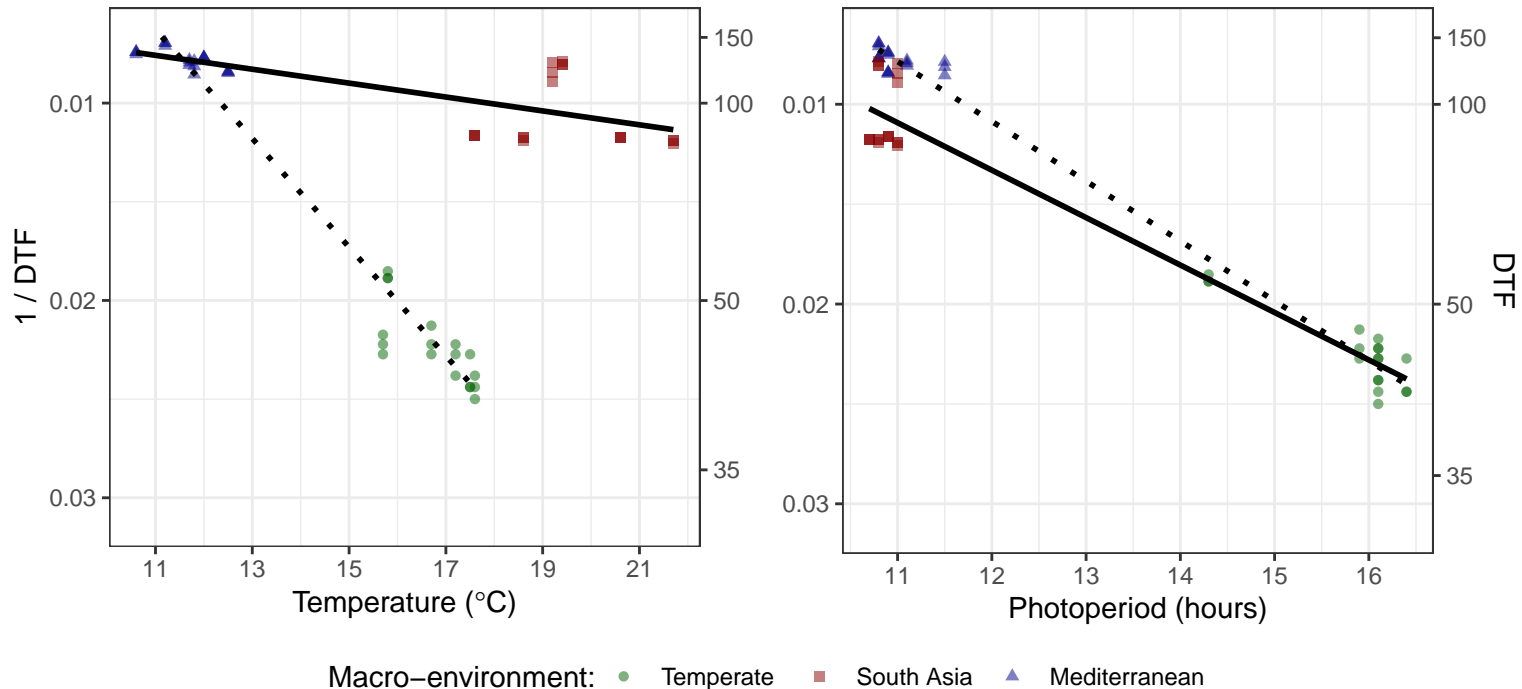 1 / DTF
0.01
0.02
0.03
150
100
50
35
11 13 15 17 19 21
Temperature (°C)
0.01
0.02
0.03
150
100
50
35
DTF
11 12 13 14 15 16
Photoperiod (hours)
Macro−environment: Temperate South Asia Mediterranean